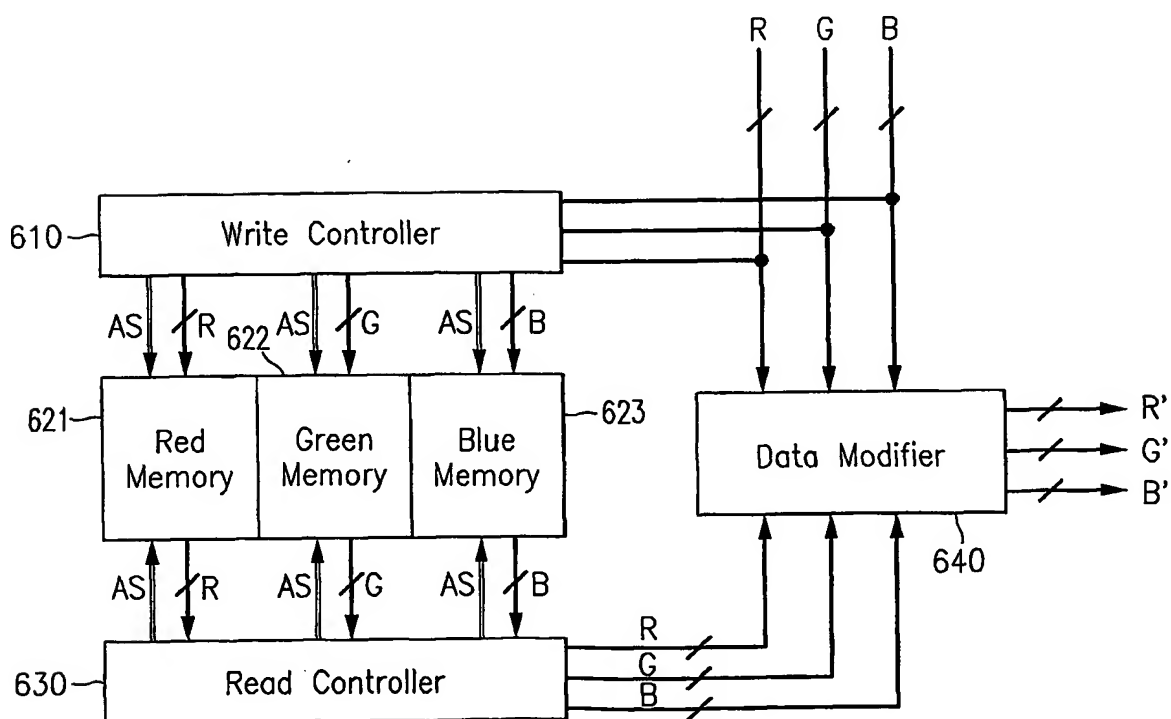 R G B
610 Write Controller
AS R AS G AS B
622
621 623
Red Memory Green Memory Blue Memory
Data Modifier
R'
G'
B'
640
AS R AS G AS B
R
G
B
630 Read Controller